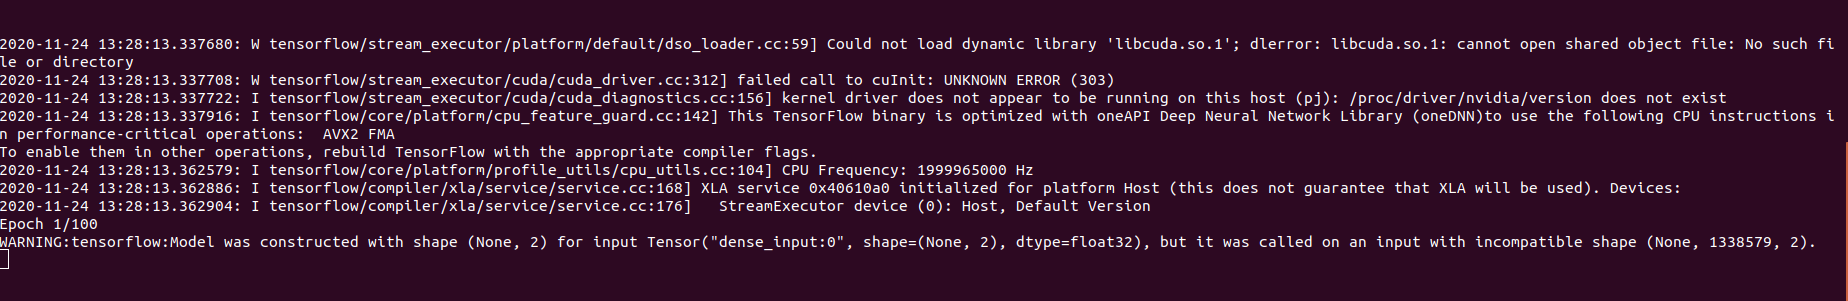 2020-11-24 13:28:13.337680: W tensorflow/stream_executor/platform/default/dso_loader.cc:59] Could not load dynamic library 'libcuda.so.1'; dlerror: libcuda.so.1: cannot open shared object file: No such fi
le or directory
2020-11-24 13:28:13.337708: W tensorflow/stream_executor/cuda/cuda_driver.cc:312] failed call to cuInit: UNKNOWN ERROR (303)
2020-11-24 13:28:13.337722: I tensorflow/stream_executor/cuda/cuda_diagnostics.cc:156] kernel driver does not appear to be running on this host (pj): /proc/driver/nvidia/version does not exist
2020-11-24 13:28:13.337916: I tensorflow/core/platform/cpu_feature_guard.cc:142] This TensorFlow binary is optimized with oneAPI Deep Neural Network Library (oneDNN)to use the following CPU instructions i
n performance-critical operations:  AVX2 FMA
To enable them in other operations, rebuild TensorFlow with the appropriate compiler flags.
2020-11-24 13:28:13.362579: I tensorflow/core/platform/profile_utils/cpu_utils.cc:104] CPU Frequency: 1999965000 Hz
2020-11-24 13:28:13.362886: I tensorflow/compiler/xla/service/service.cc:168] XLA service 0x40610a0 initialized for platform Host (this does not guarantee that XLA will be used). Devices:
2020-11-24 13:28:13.362904: I tensorflow/compiler/xla/service/service.cc:176]   StreamExecutor device (0): Host, Default Version
Epoch 1/100
WARNING:tensorflow:Model was constructed with shape (None, 2) for input Tensor("dense_input:0", shape=(None, 2), dtype=float32), but it was called on an input with incompatible shape (None, 1338579, 2).